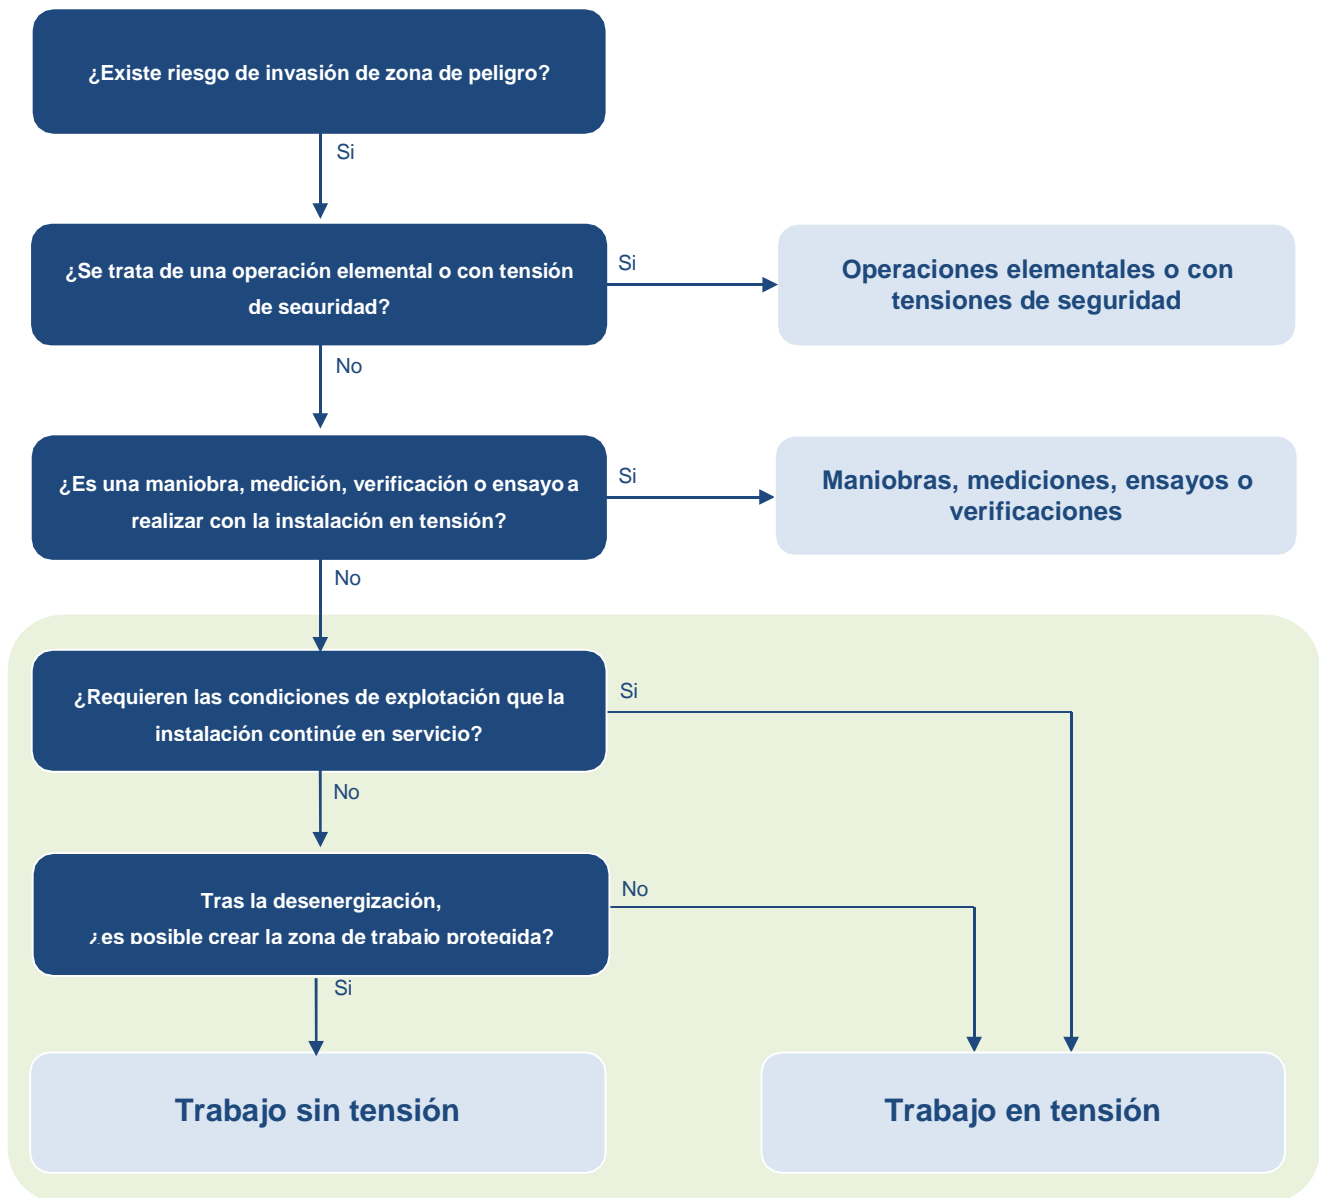 ¿Existe riesgo de invasión de zona de peligro?
Si
¿Se trata de una operación elemental o con tensión
de seguridad?
Si
Operaciones elementales o con
tensiones de seguridad
No
¿Es una maniobra, medición, verificación o ensayo a
realizar con la instalación en tensión?
Si
Maniobras, mediciones, ensayos o
verificaciones
No
¿Requieren las condiciones de explotación que la
instalación continúe en servicio?
Si
No
Tras la desenergización,
¿es posible crear la zona de trabajo protegida?
No
Si
Trabajo sin tensión
Trabajo en tensión